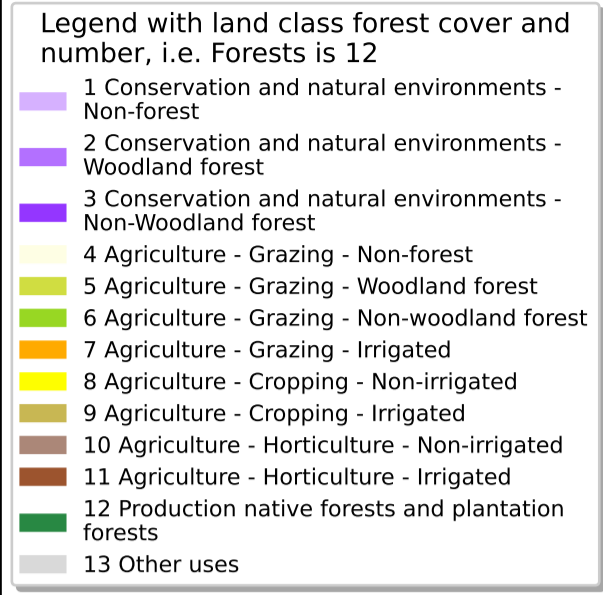 Legend with land class forest cover and
number, i.e. Forests is 12
1 Conservation and natural environments -
Non-forest
2 Conservation and natural environments -
Woodland forest
3 Conservation and natural environments -
Non-Woodland forest
4 Agriculture - Grazing - Non-forest
5 Agriculture - Grazing - Woodland forest
6 Agriculture - Grazing - Non-woodland forest
7 Agriculture - Grazing - Irrigated
8 Agriculture - Cropping - Non-irrigated
9 Agriculture - Cropping - Irrigated
10 Agriculture - Horticulture - Non-irrigated
11 Agriculture - Horticulture - Irrigated
12 Production native forests and plantation
forests
13 Other uses